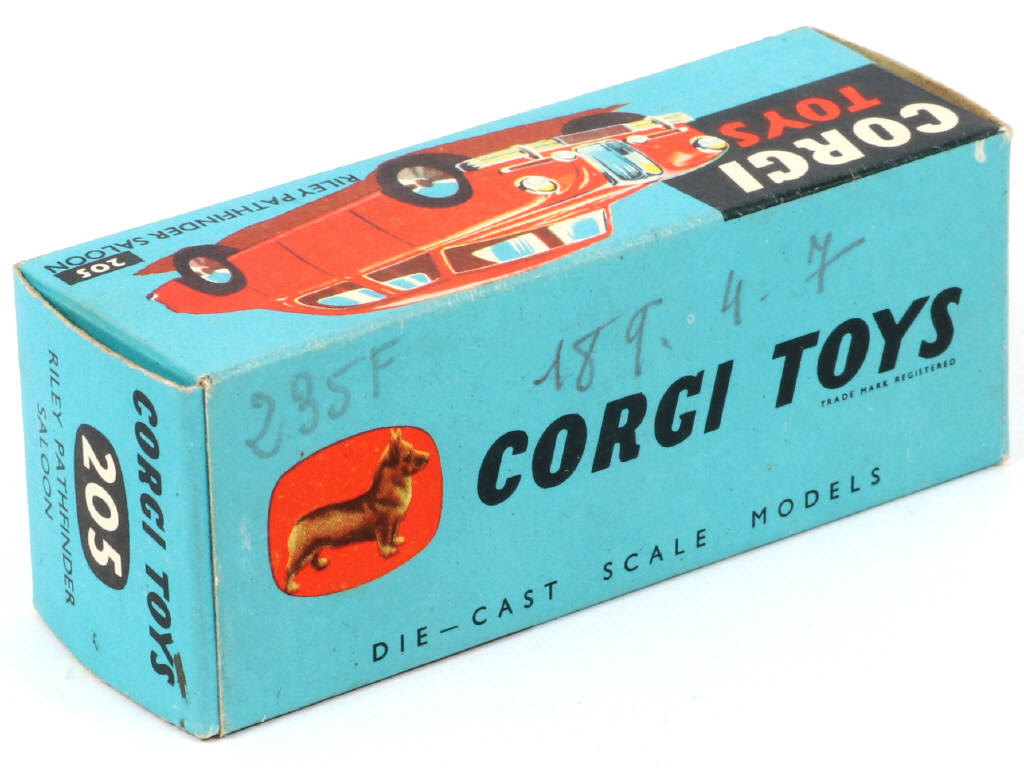 CORGI
TOYS
RILEY PATHFINDER SALOON
205
235F 189. 4. 7
CORGI TOYS
TRADE MARK REGISTERED
DIE-CAST SCALE MODELS
CORGI TOYS
205
RILEY PATHFINDER
SALOON